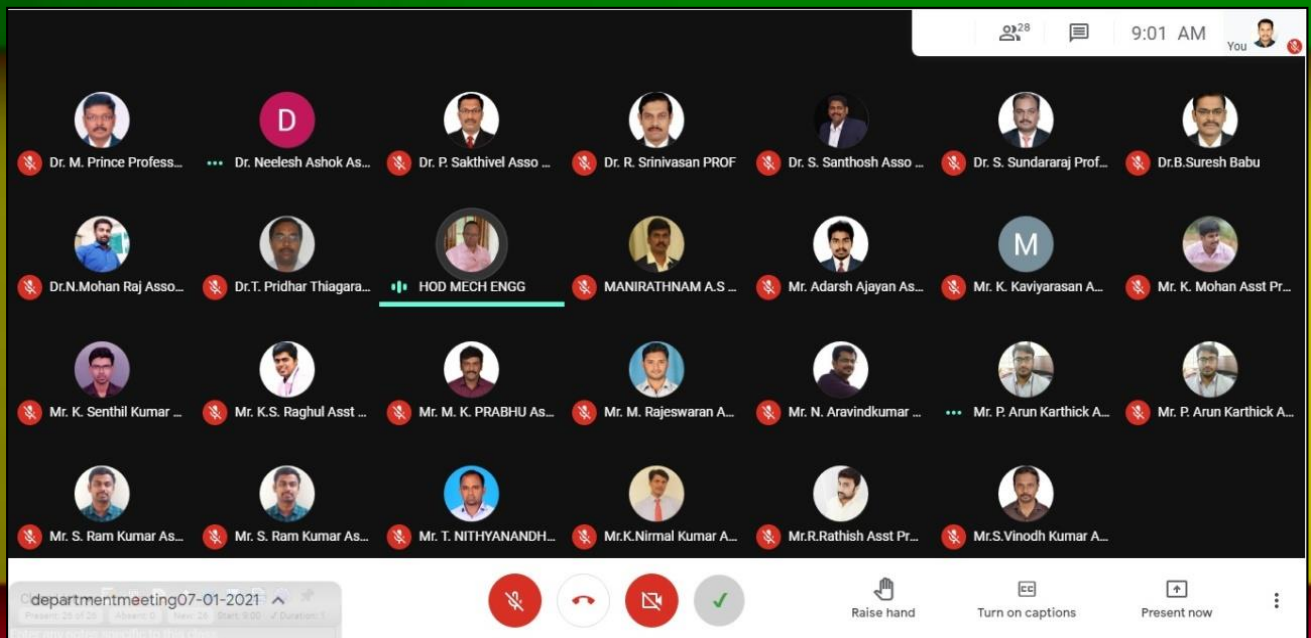 28 9:01 AM
You
D
Dr. M. Prince Profess... Dr. Neelesh Ashok As... Dr. P. Sakthivel Asso ... Dr. R. Srinivasan PROF Dr. S. Santhosh Asso ... Dr. S. Sundararaj Prof... Dr.B.Suresh Babu
M
Dr.N.Mohan Raj Asso... Dr.T. Pridhar Thiagara... HOD MECH ENGG MANIRATHNAM A.S ... Mr. Adarsh Ajayan As... Mr. K. Kaviyarasan A... Mr. K. Mohan Asst Pr...
Mr. K. Senthil Kumar ... Mr. K.S. Raghul Asst ... Mr. M. K. PRABHU As... Mr. M. Rajeswaran A... Mr. N. Aravindkumar ... Mr. P. Arun Karthick A... Mr. P. Arun Karthick A...
Mr. S. Ram Kumar As... Mr. S. Ram Kumar As... Mr. T. NITHYANANDH... Mr.K.Nirmal Kumar A... Mr.R.Rathish Asst Pr... Mr.S.Vinodh Kumar A...
departmentmeeting07-01-2021
CC
Raise hand Turn on captions Present now